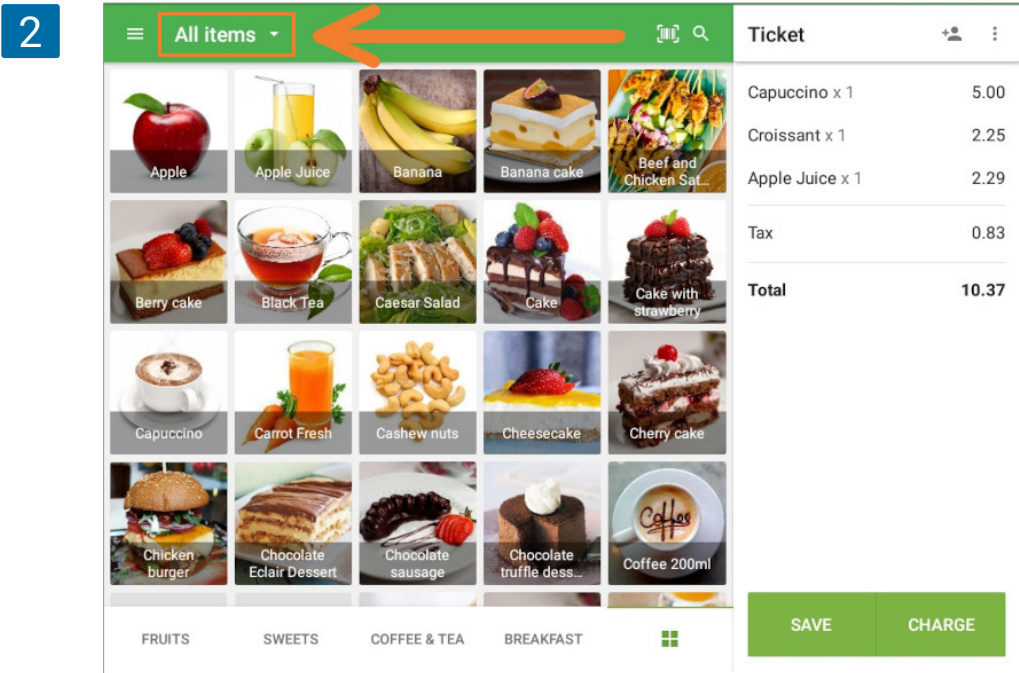 2
All items
Ticket
Apple
Apple Juice
Banana
Banana cake
Beef and
Chicken Sat...
Berry cake
Black Tea
Caesar Salad
Cake
Cake with
strawberry
Capuccino
Carrot Fresh
Cashew nuts
Cheesecake
Cherry cake
Chicken
burger
Chocolate
Eclair Dessert
Chocolate
sausage
Chocolate
truffle dess...
Coffee
Coffee 200ml
FRUITS
SWEETS
COFFEE & TEA
BREAKFAST
Capuccino x 1 5.00
Croissant x 1 2.25
Apple Juice x 1 2.29
Tax 0.83
Total 10.37
SAVE
CHARGE